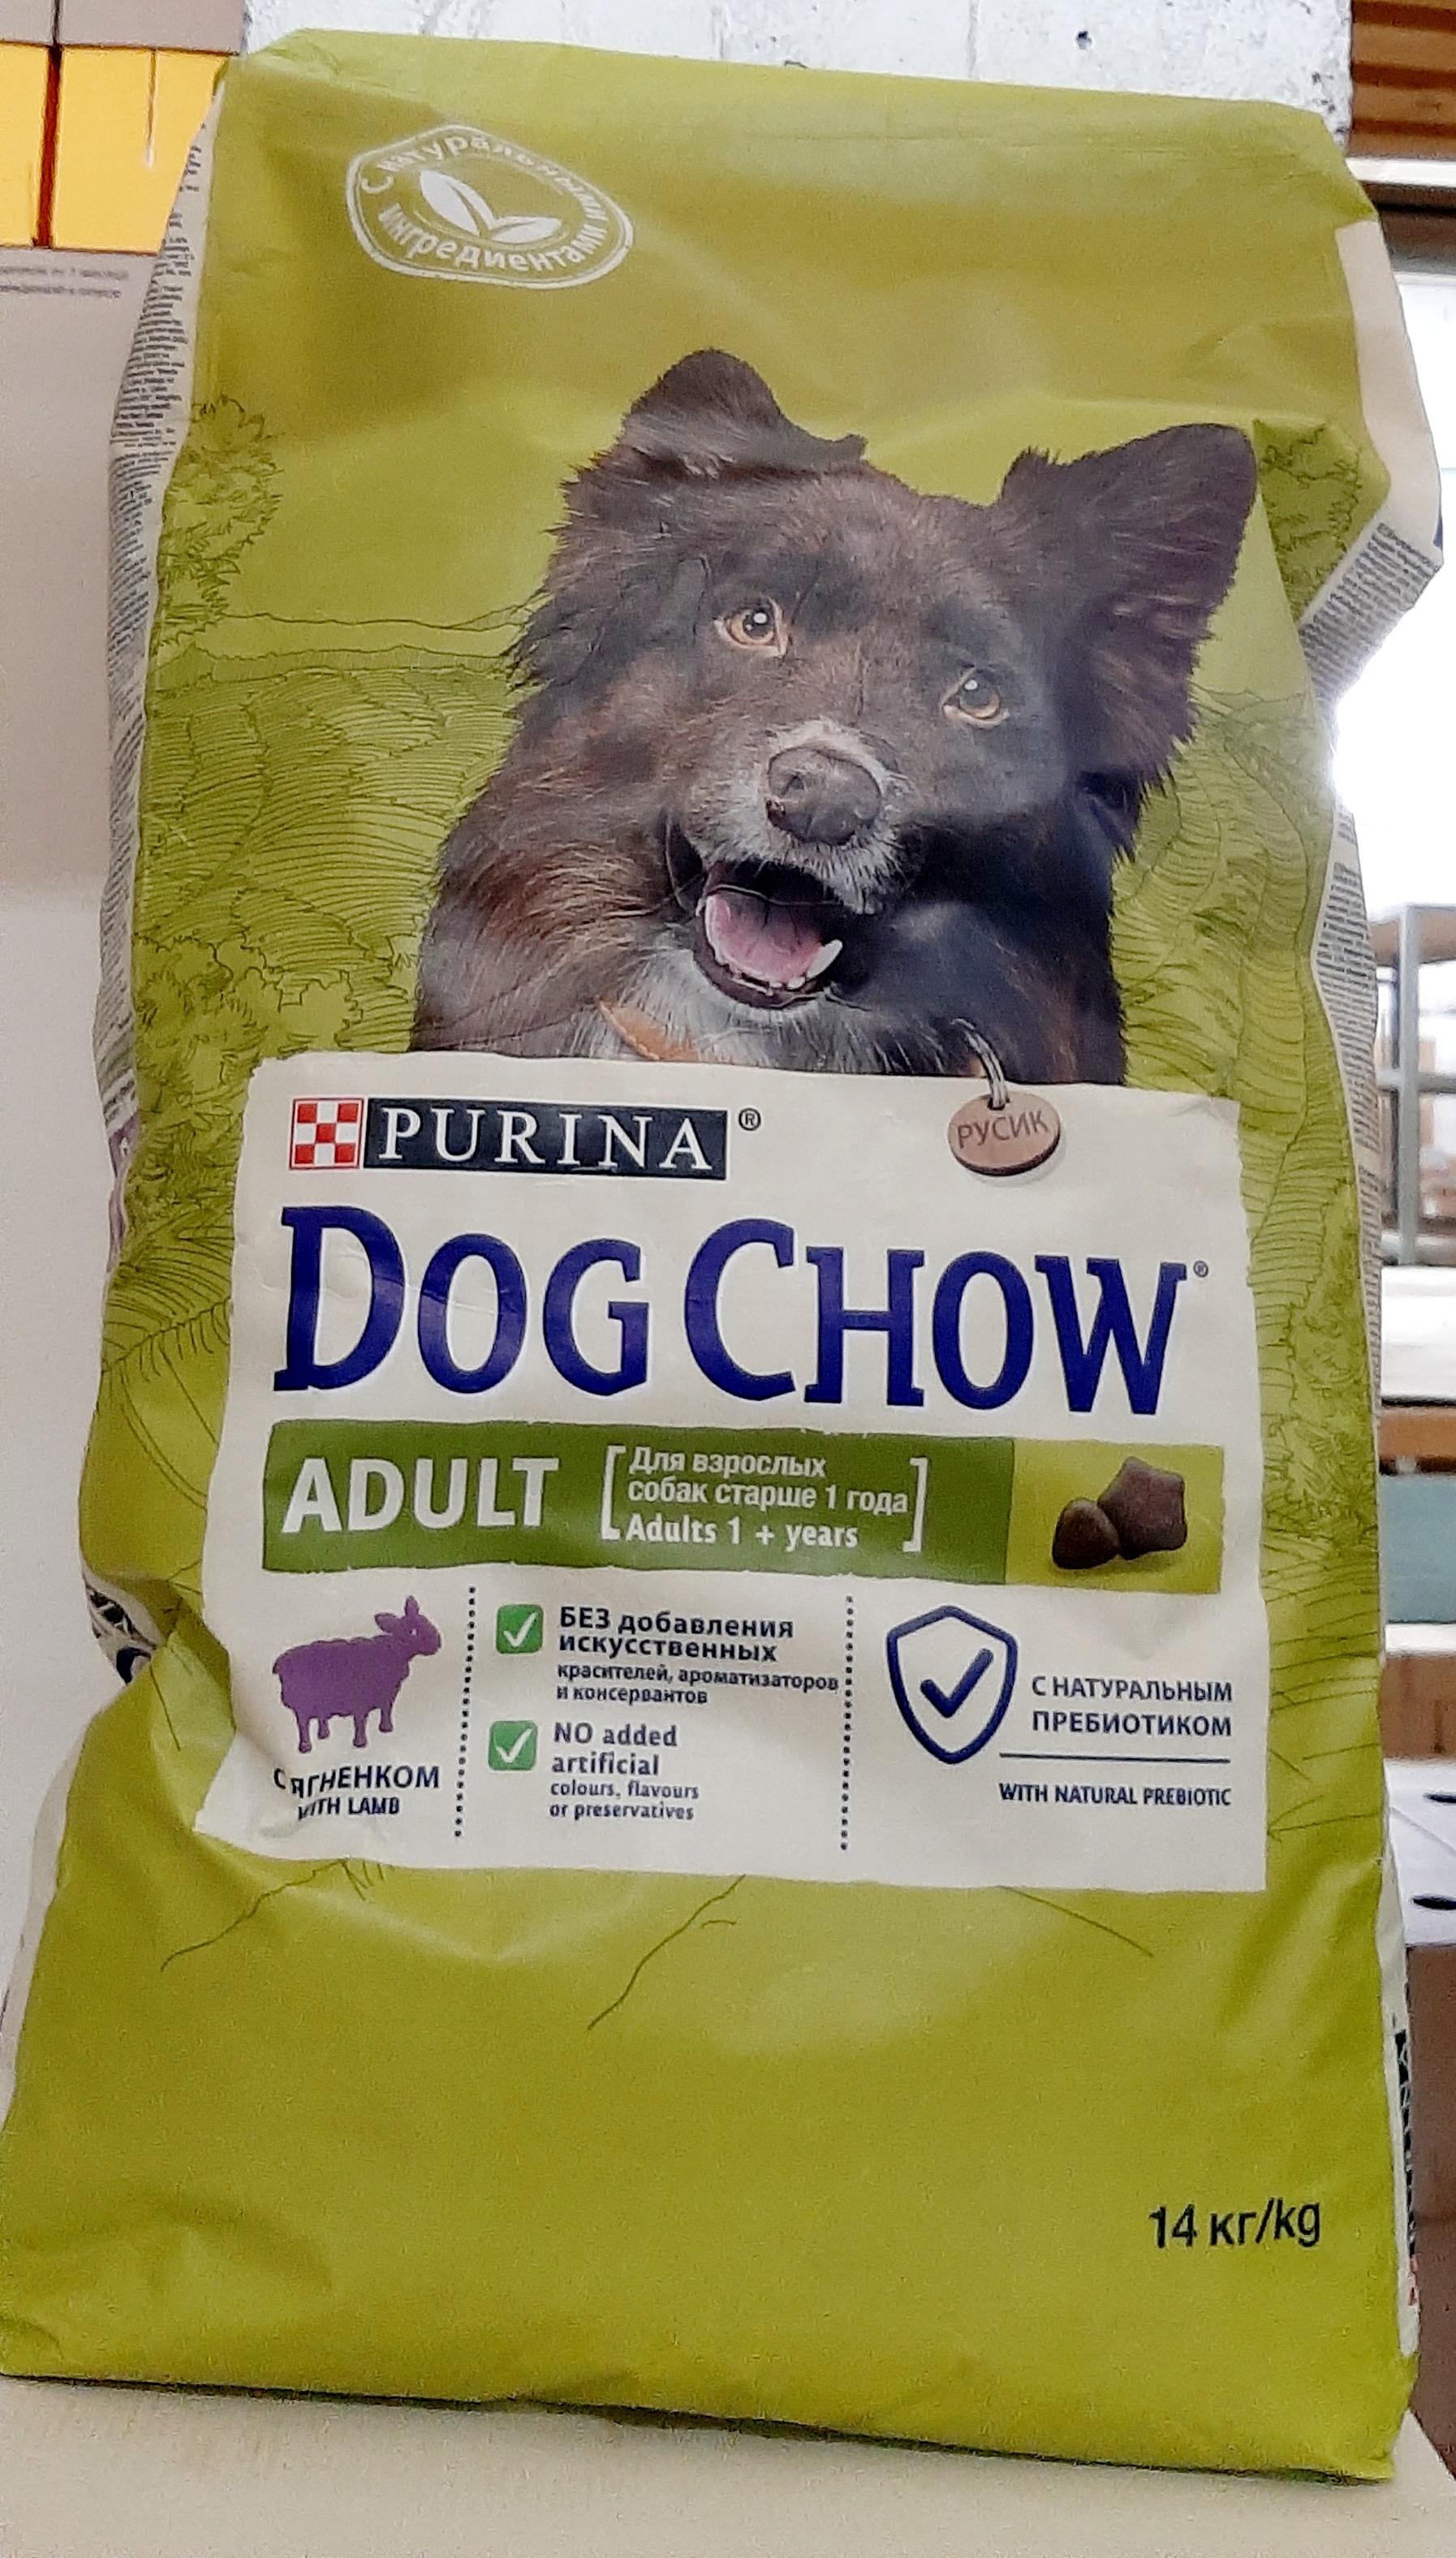 С натуральными
ингредиентами
PURINA®
РУСИК
DOG CHOW®
ADULT
[Для взрослых
собак старше 1 года
Adults 1 + years]
С ЯГНЕНКОМ
WITH LAMB
БЕЗ добавления
искусственных
красителей, ароматизаторов
и консервантов
NO added
artificial
colours, flavours
or preservatives
С НАТУРАЛЬНЫМ
ПРЕБИОТИКОМ
WITH NATURAL PREBIOTIC
14 кг/kg